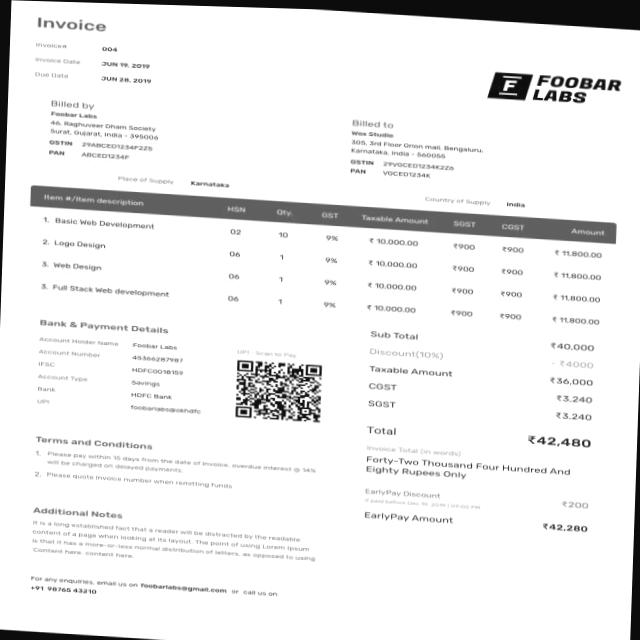 Invoice
Invoice# 004
Invoice Date JUN 19, 2019
Due Date JUN 28, 2019
FOOBAR
LABS
Billed by
Foobar Labs
46, Raghuveer Dham Society
Surat, Gujarat, India - 395006
GSTIN 29ABCED1234F2Z5
PAN ABCED1234F
Billed to
Wox Studio
305, 3rd Floor Orion mall, Bengaluru,
Karnataka, India - 560055
GSTIN 29VGCED1234K2Z6
PAN VGCED1234K
Place of Supply Karnataka
Country of Supply India
Item #/Item description HSN Qty. GST Taxable Amount SGST CGST Amount
1. Basic Web Development 02 10 9% ₹ 10,000.00 ₹900 ₹900 ₹ 11,800.00
2. Logo Design 06 1 9% ₹ 10,000.00 ₹900 ₹900 ₹ 11,800.00
3. Web Design 06 1 9% ₹ 10,000.00 ₹900 ₹900 ₹ 11,800.00
3. Full Stack Web development 06 1 9% ₹ 10,000.00 ₹900 ₹900 ₹ 11,800.00
Bank & Payment Details
Account Holder Name Foobar Labs
Account Number 45366287987
IFSC HDFC0018159
Account Type Savings
Bank HDFC Bank
UPI foobarlabs@okhdfc
UPI - Scan to Pay
Sub Total ₹40,000
Discount(10%) - ₹4000
Taxable Amount ₹36,000
CGST ₹3,240
SGST ₹3,240
Total ₹42,480
Invoice Total (in words)
Forty-Two Thousand Four Hundred And
Eighty Rupees Only
EarlyPay Discount ₹200
EarlyPay Amount ₹42,280
Terms and Conditions
1. Please pay within 15 days from the date of invoice, overdue interest @ 14%
will be charged on delayed payments.
2. Please quote invoice number when remitting funds
Additional Notes
It is a long established fact that a reader will be distracted by the readable
content of a page when looking at its layout. The point of using Lorem Ipsum
is that it has a more-or-less normal distribution of letters, as opposed to using
Content here, content here.
For any enquiries, email us on foobarlabs@gmail.com or call us on
+91 98765 43210